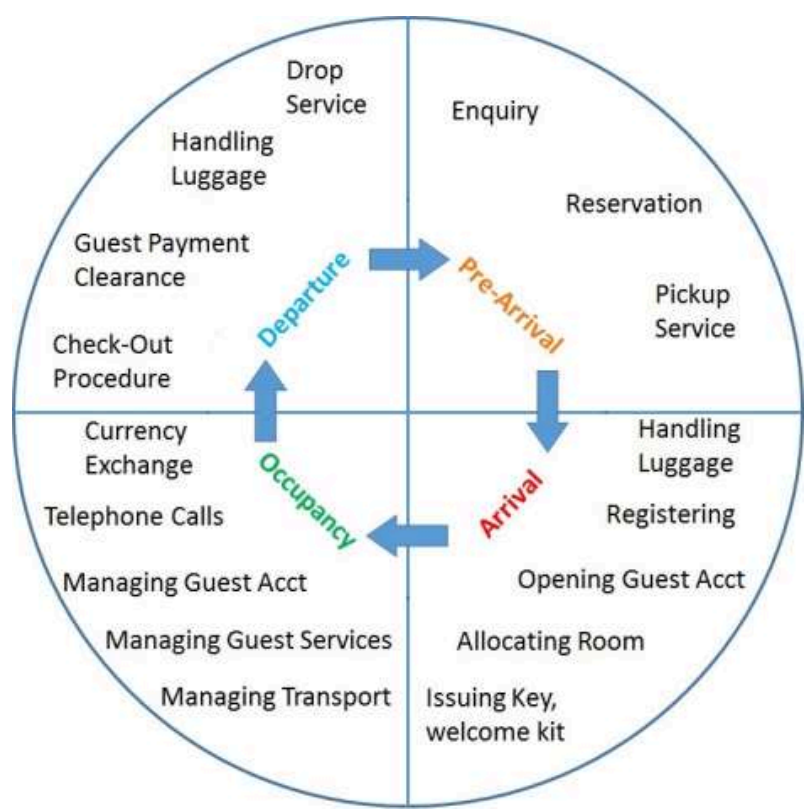 Drop
Service
Handling
Luggage
Guest Payment
Clearance
Check-Out
Procedure
Departure
Enquiry
Reservation
Pickup
Service
Pre-Arrival
Handling
Luggage
Registering
Opening Guest Acct
Allocating Room
Issuing Key,
welcome kit
Arrival
Currency
Exchange
Telephone Calls
Managing Guest Acct
Managing Guest Services
Managing Transport
Occupancy